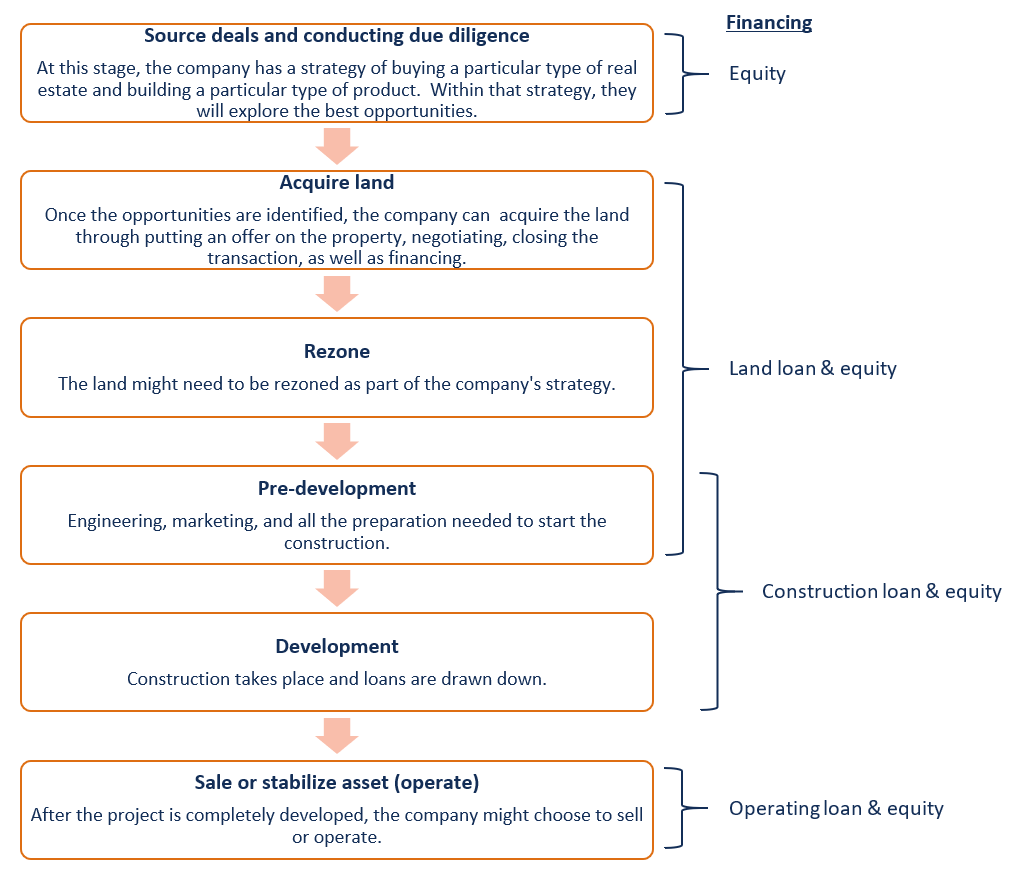 Financing
Source deals and conducting due diligence
At this stage, the company has a strategy of buying a particular type of real
estate and building a particular type of product.  Within that strategy, they
will explore the best opportunities.
Equity
Acquire land
Once the opportunities are identified, the company can  acquire the land
through putting an offer on the property, negotiating, closing the
transaction, as well as financing.
Rezone
The land might need to be rezoned as part of the company's strategy.
Land loan & equity
Pre-development
Engineering, marketing, and all the preparation needed to start the
construction.
Construction loan & equity
Development
Construction takes place and loans are drawn down.
Sale or stabilize asset (operate)
After the project is completely developed, the company might choose to sell
or operate.
Operating loan & equity